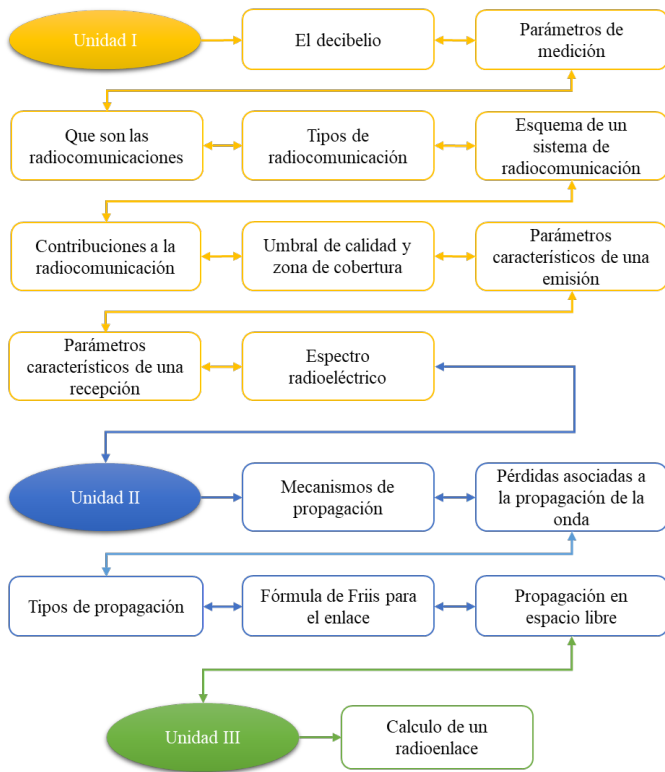 Unidad I
El decibelio
Parámetros de
medición
Que son las
radiocomunicaciones
Tipos de
radiocomunicación
Esquema de un
sistema de
radiocomunicación
Contribuciones a la
radiocomunicación
Umbral de calidad y
zona de cobertura
Parámetros
característicos de una
emisión
Parámetros
característicos de una
recepción
Espectro
radioeléctrico
Unidad II
Mecanismos de
propagación
Pérdidas asociadas a
la propagación de la
onda
Tipos de propagación
Fórmula de Friis para
el enlace
Propagación en
espacio libre
Unidad III
Calculo de un
radioenlace